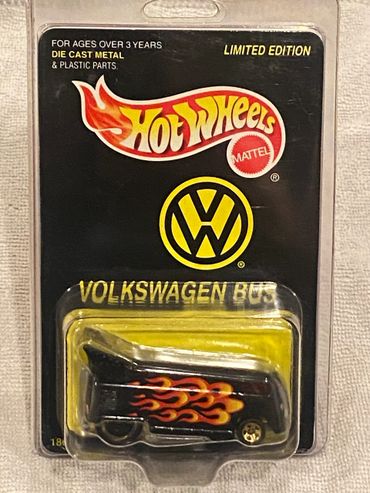 FOR AGES OVER 3 YEARS
DIE CAST METAL
& PLASTIC PARTS.
LIMITED EDITION
HOT WHEELS
MATTEL
®
VW
®
VOLKSWAGEN BUS